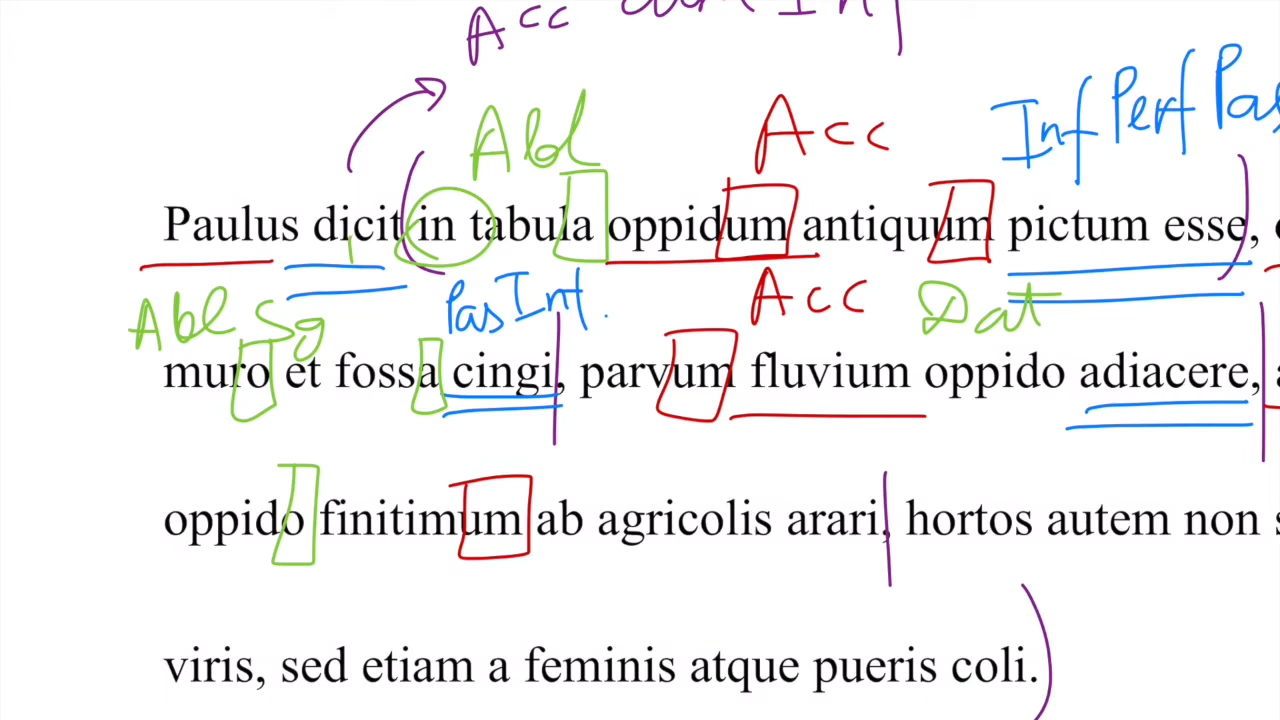 Acc cum Inf
Abl Acc Inf Perf Pas
Paulus dicit in tabula oppidum antiquum pictum esse,
Abl Sg Pas Inf. Acc Dat
muro et fossa cingi, parvum fluvium oppido adiacere,
oppido finitimum ab agricolis arari, hortos autem non
viris, sed etiam a feminis atque pueris coli.